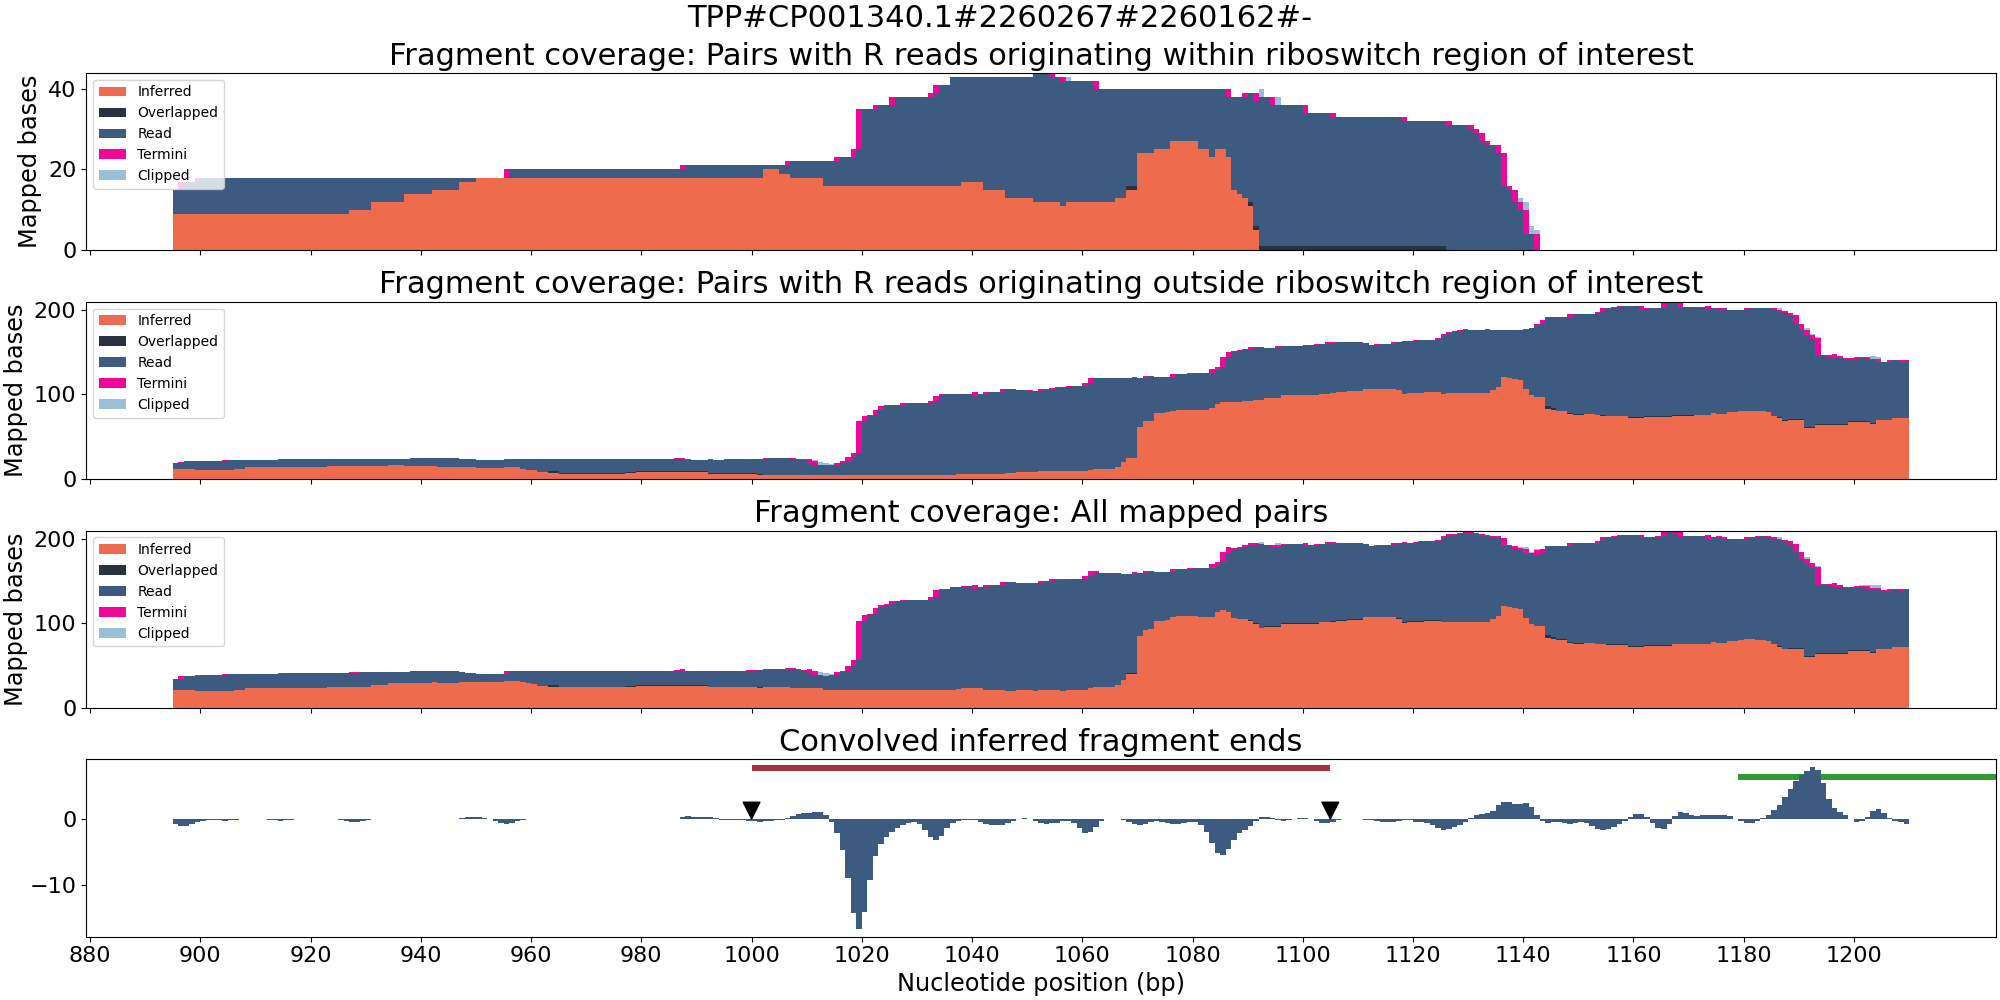 TPP#CP001340.1#2260267#2260162#-
Fragment coverage: Pairs with R reads originating within riboswitch region of interest
Mapped bases
40
20
0
Inferred
Overlapped
Read
Termini
Clipped
Fragment coverage: Pairs with R reads originating outside riboswitch region of interest
Mapped bases
200
100
0
Inferred
Overlapped
Read
Termini
Clipped
Fragment coverage: All mapped pairs
Mapped bases
200
100
0
Inferred
Overlapped
Read
Termini
Clipped
Convolved inferred fragment ends
0
−10
880 900 920 940 960 980 1000 1020 1040 1060 1080 1100 1120 1140 1160 1180 1200
Nucleotide position (bp)